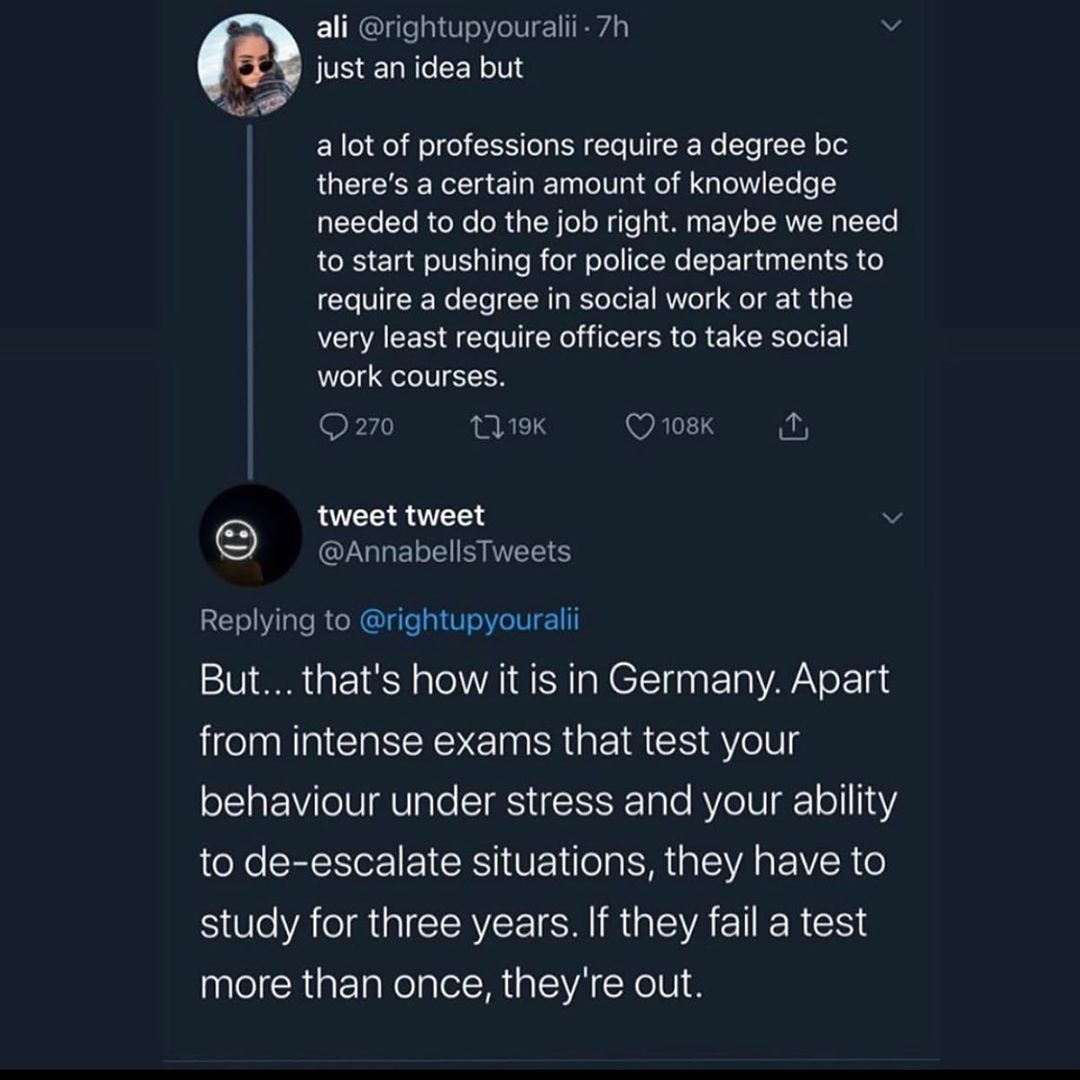 ali @rightupyouralii · 7h
just an idea but
a lot of professions require a degree bc
there's a certain amount of knowledge
needed to do the job right. maybe we need
to start pushing for police departments to
require a degree in social work or at the
very least require officers to take social
work courses.
270 19K 108K
tweet tweet
@AnnabellsTweets
Replying to @rightupyouralii
But... that's how it is in Germany. Apart
from intense exams that test your
behaviour under stress and your ability
to de-escalate situations, they have to
study for three years. If they fail a test
more than once, they're out.